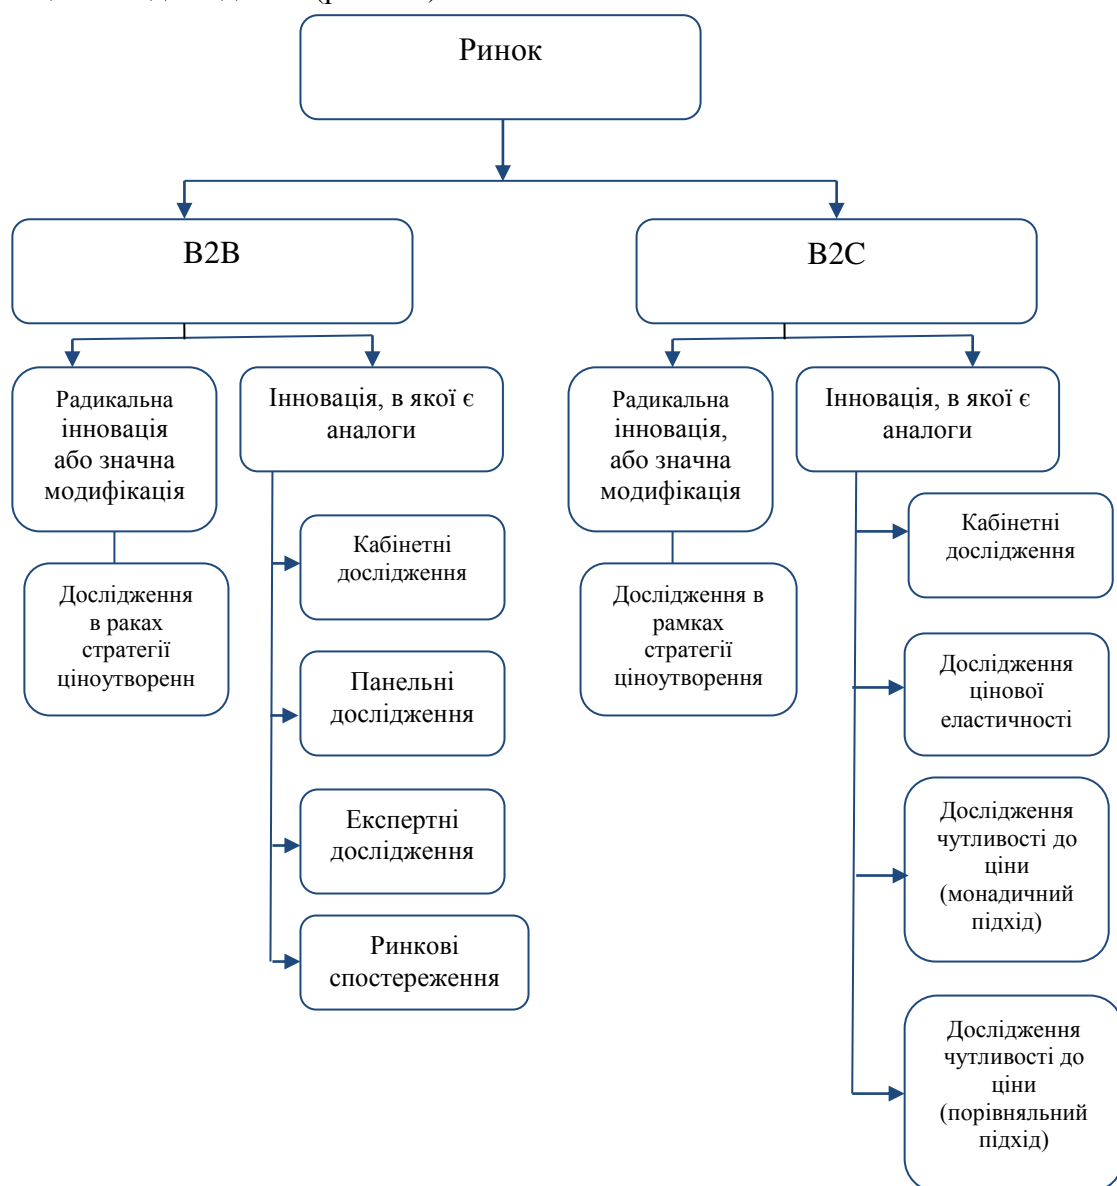 Ринок
B2B
B2C
Радикальна
інновація
або значна
модифікація
Інновація, в якої є
аналоги
Радикальна
інновація,
або значна
модифікація
Інновація, в якої є
аналоги
Дослідження
в раках
стратегії
ціноутворенн
Кабінетні
дослідження
Панельні
дослідження
Експертні
дослідження
Ринкові
спостереження
Дослідження в
рамках
стратегії
ціноутворення
Кабінетні
дослідження
Дослідження
цінової
еластичності
Дослідження
чутливості до
ціни
(монадичний
підхід)
Дослідження
чутливості до
ціни
(порівняльний
підхід)